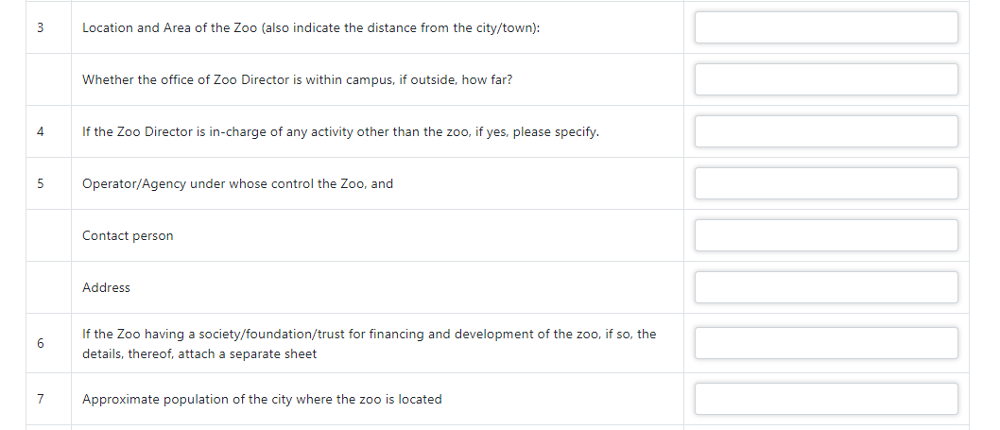 3 Location and Area of the Zoo (also indicate the distance from the city/town):
Whether the office of Zoo Director is within campus, if outside, how far?
4 If the Zoo Director is in-charge of any activity other than the zoo, if yes, please specify.
5 Operator/Agency under whose control the Zoo, and
Contact person
Address
6 If the Zoo having a society/foundation/trust for financing and development of the zoo, if so, the
details, thereof, attach a separate sheet
7 Approximate population of the city where the zoo is located